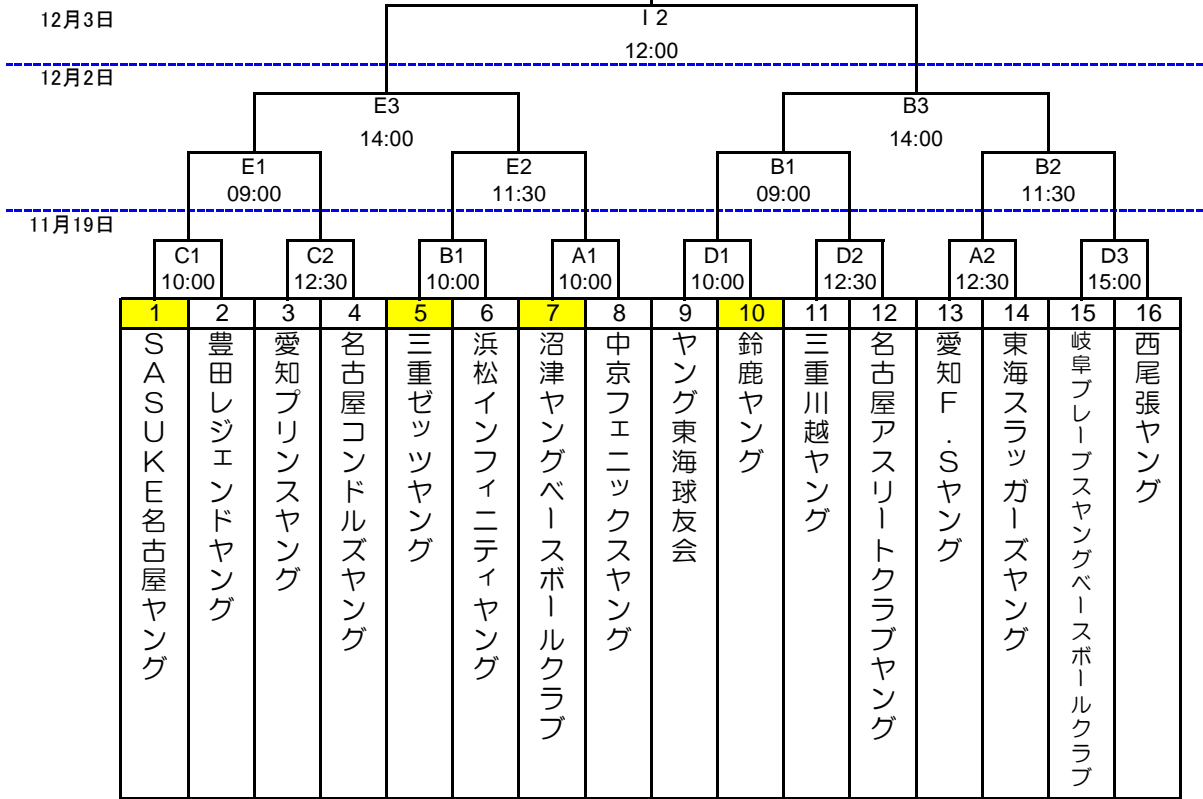 12月3日
I 2
12:00
12月2日
E3
B3
14:00
14:00
E1
E2
B1
B2
09:00
11:30
09:00
11:30
11月19日
C1
C2
B1
A1
D1
D2
A2
D3
10:00
12:30
10:00
10:00
10:00
12:30
12:30
15:00
1
2
3
4
5
6
7
8
9
10
11
12
13
14
15
16
SASUKE名古屋ヤング
豊田レジェンドヤング
愛知プリンスヤング
名古屋コンドルズヤング
三重ゼッツヤング
浜松インフィニティヤング
沼津ヤングベースボールクラブ
中京フェニックスヤング
ヤング東海球友会
鈴鹿ヤング
三重川越ヤング
名古屋アスリートクラブヤング
愛知F.Sヤング
東海スラッガーズヤング
岐阜ブレーブスヤングベースボールクラブ
西尾張ヤング